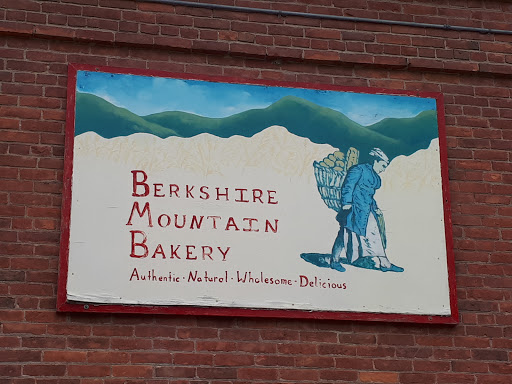 BERKSHIRE
MOUNTAIN
BAKERY
Authentic · Natural · Wholesome · Delicious